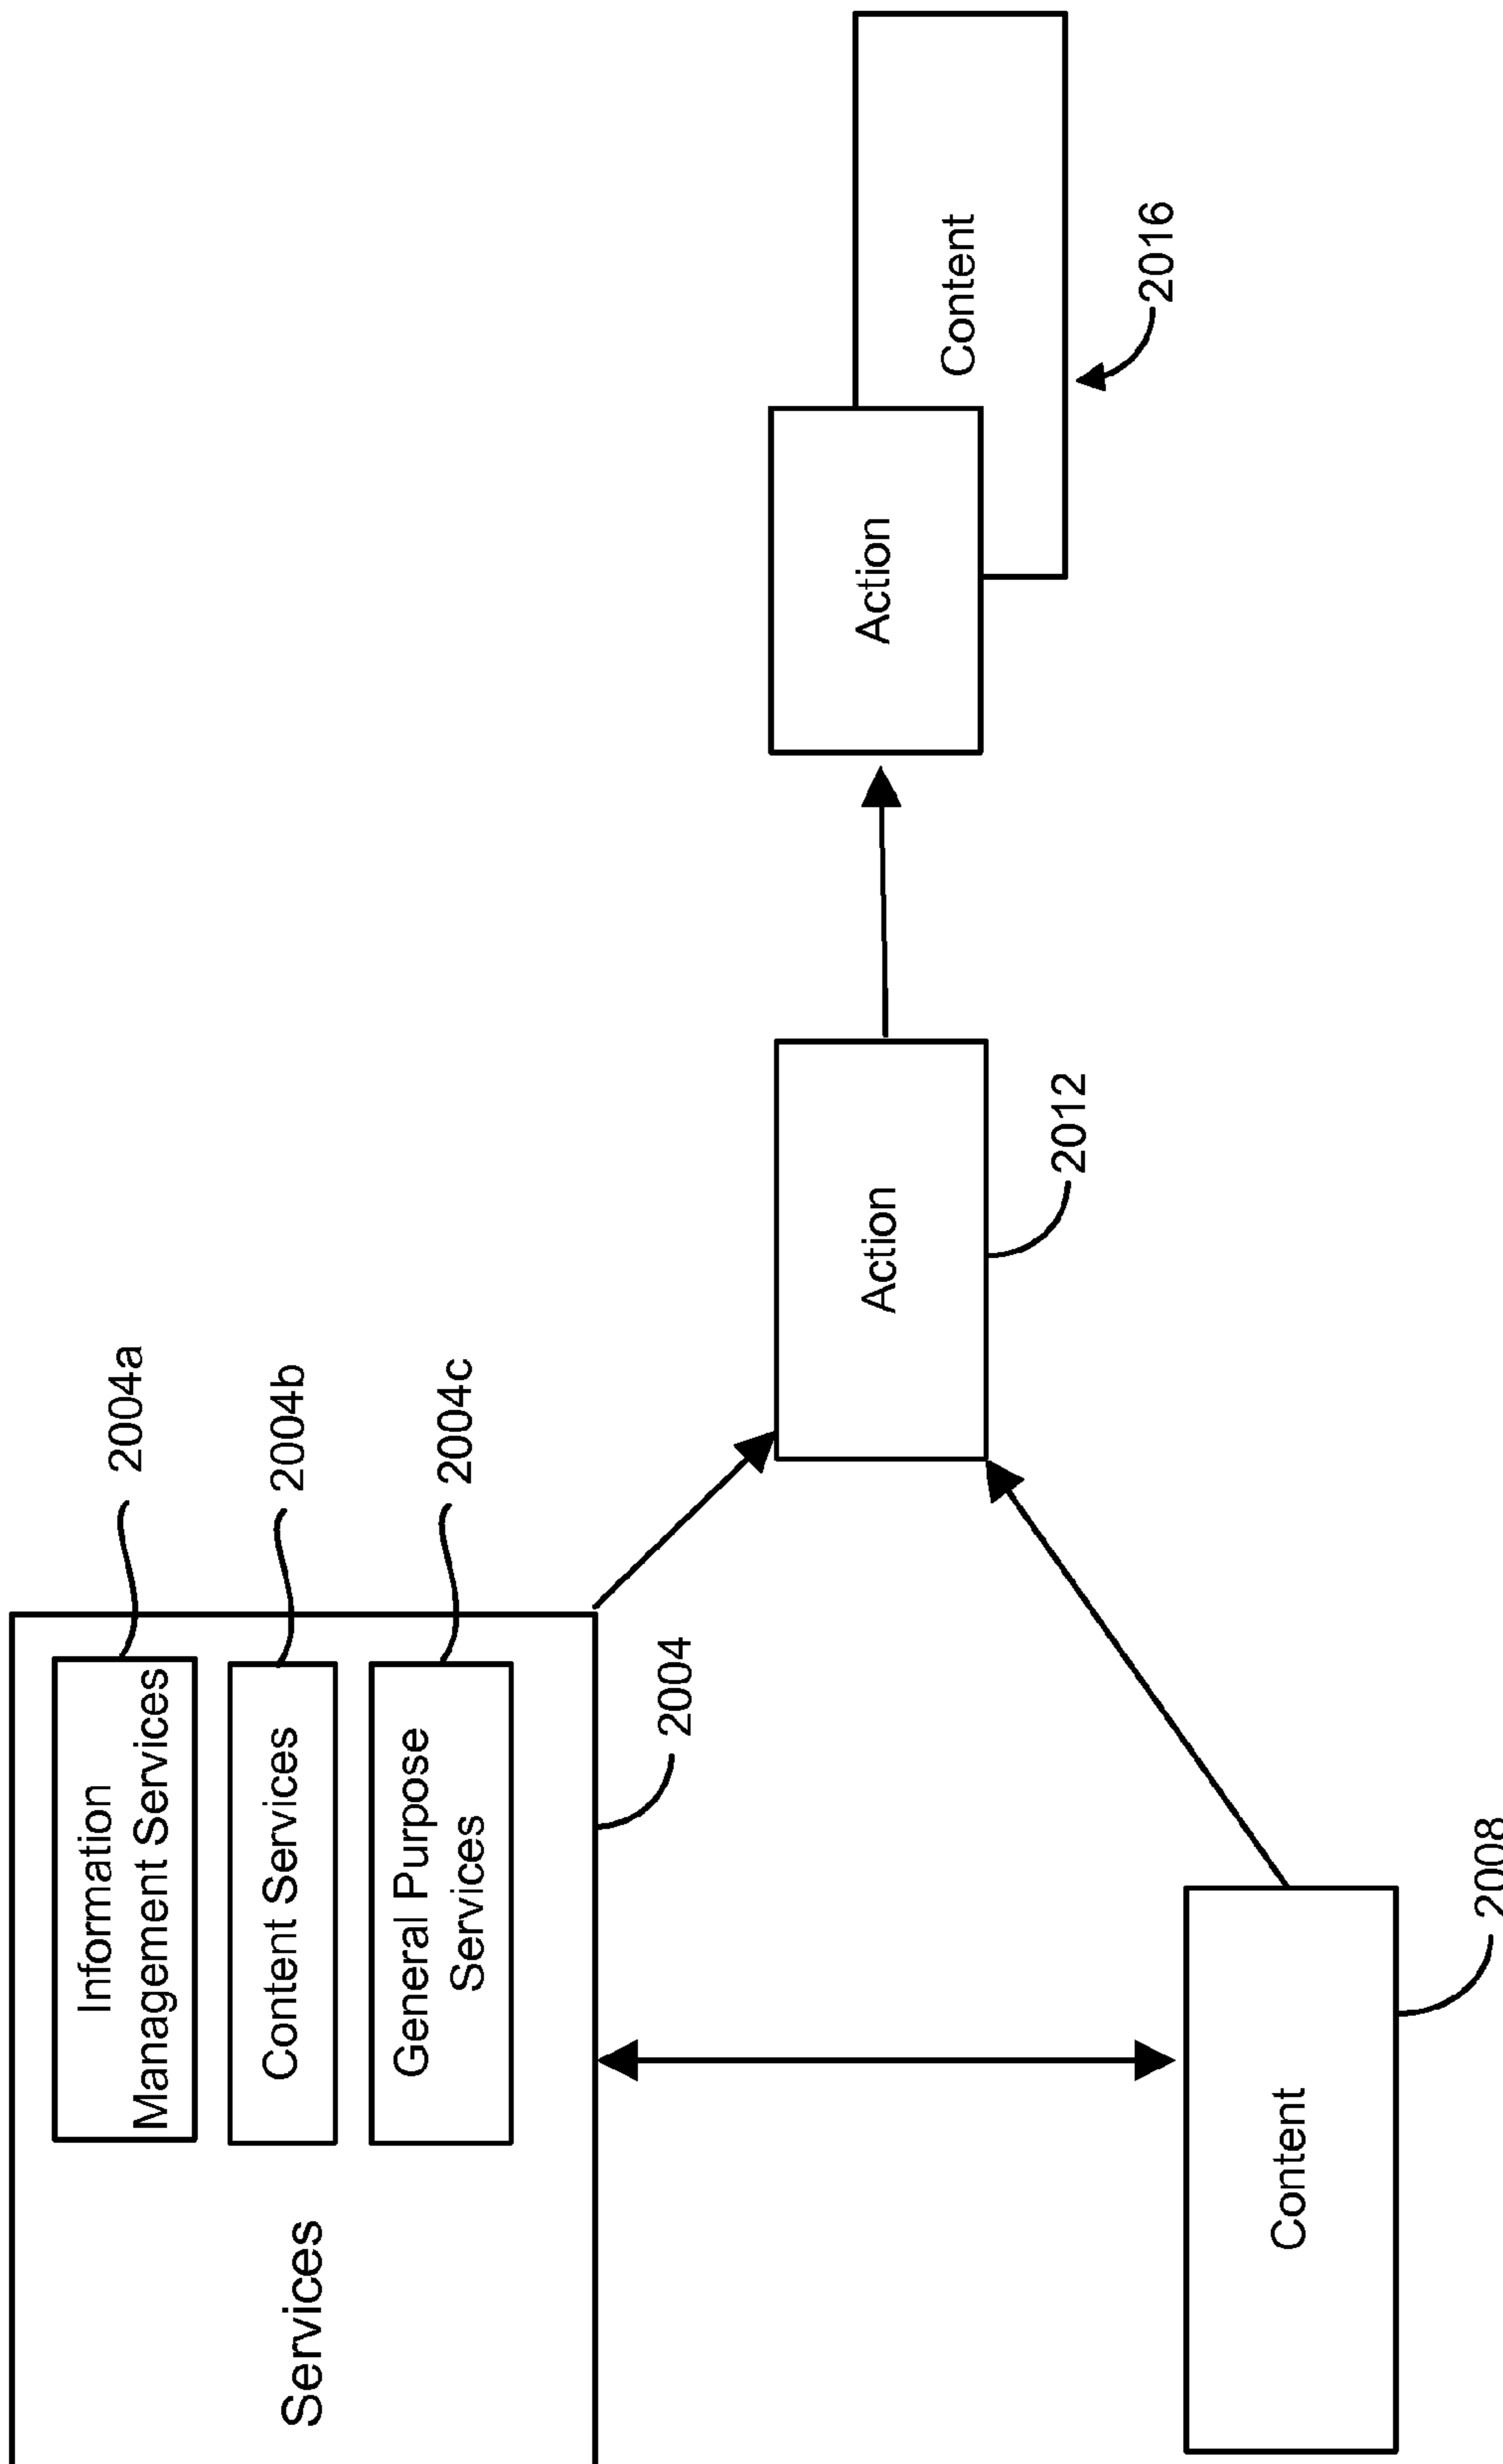 Services
Information
Management Services
2004a
Content Services
2004b
General Purpose
Services
2004c
2004
Action
2012
Action
Content
2016
Content
2008